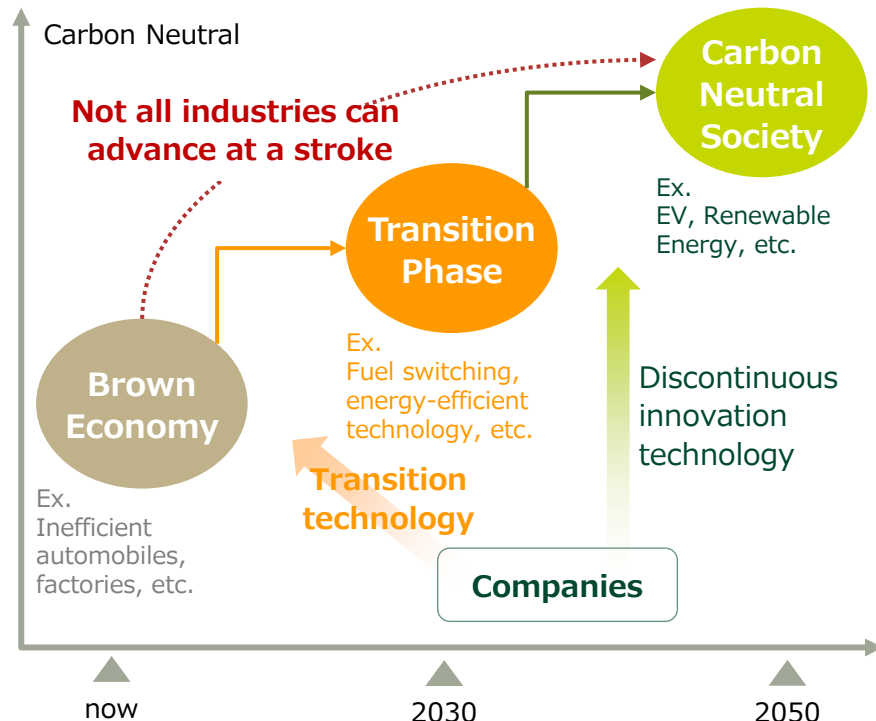 Carbon Neutral
Carbon
Neutral
Society
Not all industries can
advance at a stroke
Ex.
EV, Renewable
Energy, etc.
Transition
Phase
Ex.
Fuel switching,
energy-efficient
technology, etc.
Brown
Economy
Ex.
Inefficient
automobiles,
factories, etc.
Discontinuous
innovation
technology
Transition
technology
Companies
now
2030
2050